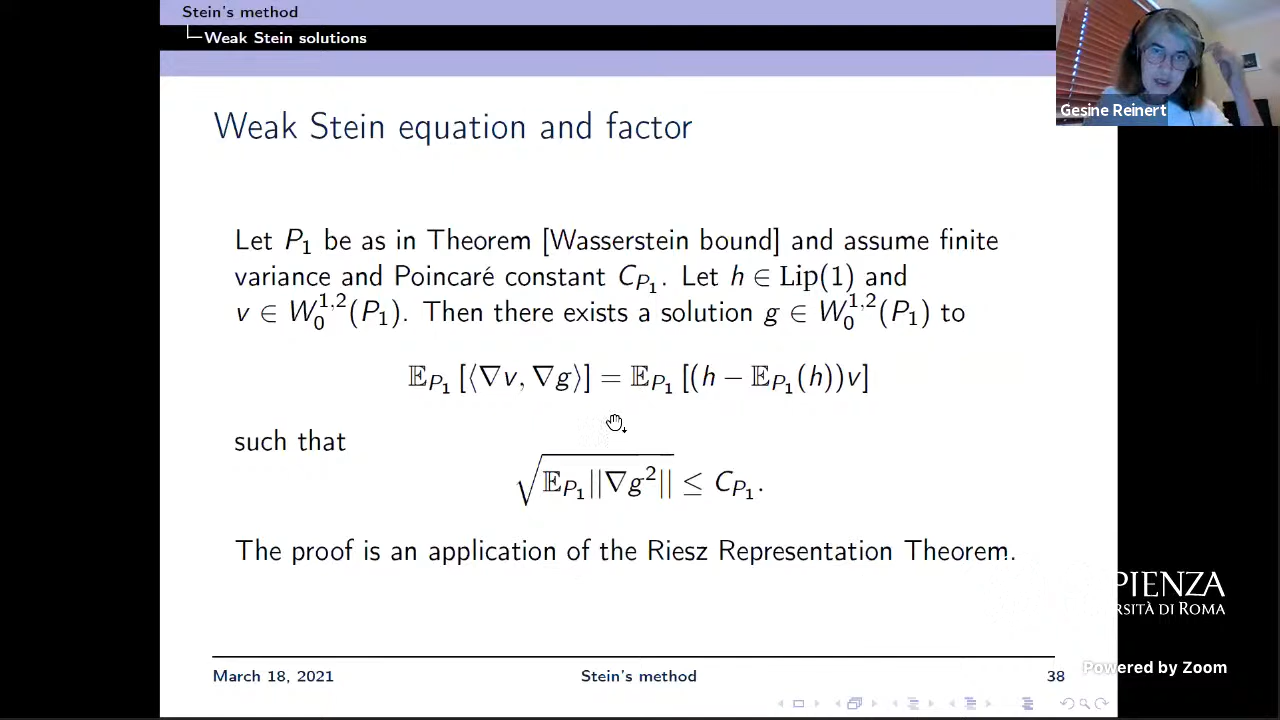 Stein's method
Weak Stein solutions
Gesine Reinert
Weak Stein equation and factor
Let P₁ be as in Theorem [Wasserstein bound] and assume finite
variance and Poincaré constant C_{P₁}. Let h ∈ Lip(1) and
v ∈ W₀^{1,2}(P₁). Then there exists a solution g ∈ W₀^{1,2}(P₁) to
𝔼_{P₁} [⟨∇v, ∇g⟩] = 𝔼_{P₁} [(h − 𝔼_{P₁}(h))v]
such that
√(𝔼_{P₁}||∇g²||) ≤ C_{P₁}.
The proof is an application of the Riesz Representation Theorem.
PIENZA
RSITÀ DI ROMA
Powered by Zoom
March 18, 2021 Stein's method 38